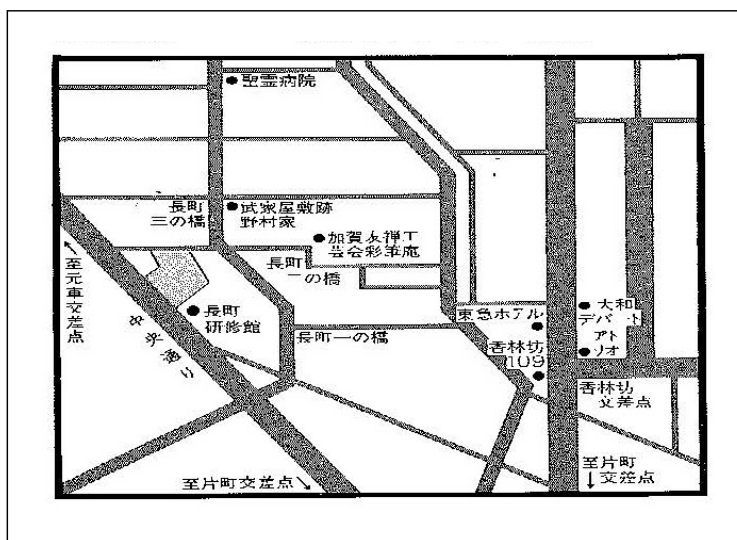 聖霊病院
長町
三の橋
武家屋敷跡
野村家
加賀友禅工
芸会彩筆庵
長町
二の橋
至元車交差点
中央通り
長町
研修館
長町一の橋
東急ホテル
香林坊
109
大和
デパート
アト
リオ
香林坊
交差点
至片町交差点↘
至片町
↓交差点